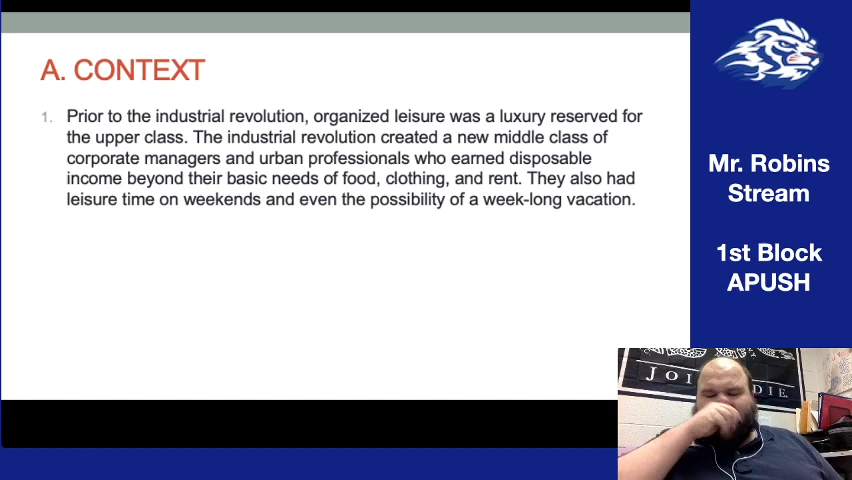 A. CONTEXT
1. Prior to the industrial revolution, organized leisure was a luxury reserved for
the upper class. The industrial revolution created a new middle class of
corporate managers and urban professionals who earned disposable
income beyond their basic needs of food, clothing, and rent. They also had
leisure time on weekends and even the possibility of a week-long vacation.
Mr. Robins
Stream
1st Block
APUSH
JOI DIE.